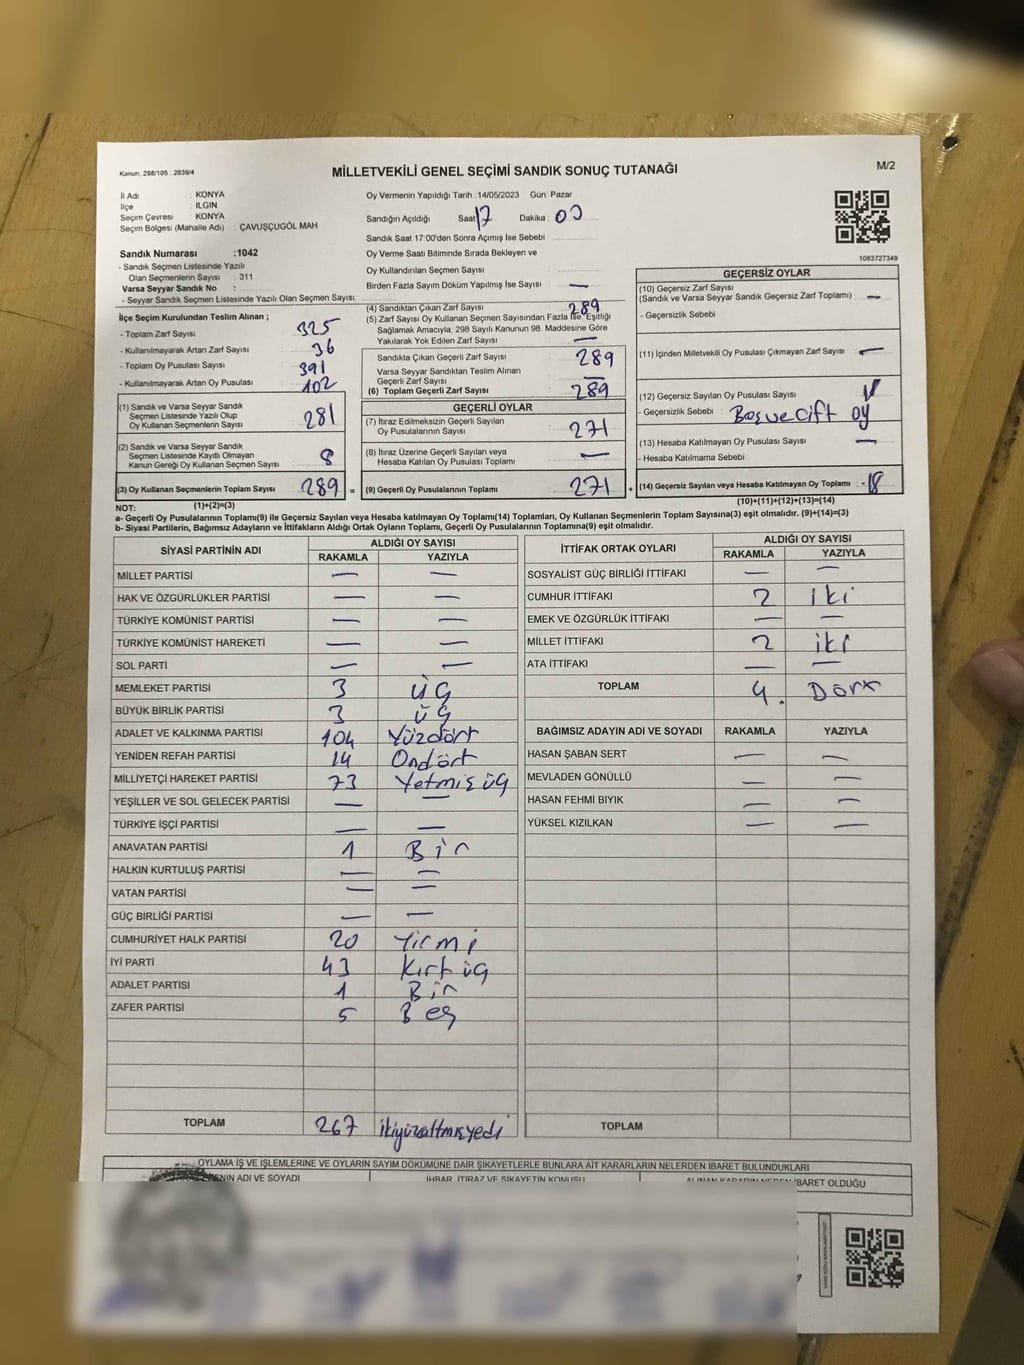 Kanun: 298/105 . 2839/4
MİLLETVEKİLİ GENEL SEÇİMİ SANDIK SONUÇ TUTANAĞI
M/2
İl Adı : KONYA
İlçe : ILGIN
Seçim Çevresi : KONYA
Seçim Bölgesi (Mahalle Adı) : ÇAVUŞCUGÖL MAH
Oy Vermenin Yapıldığı Tarih : 14/05/2023 Gün: Pazar
Sandığın Açıldığı Saat 17 Dakika : 00
Sandık Saat 17:00'den Sonra Açımış İse Sebebi :
Sandık Numarası :1042
- Sandık Seçmen Listesinde Yazılı
Olan Seçmenlerin Sayısı : 311
Varsa Seyyar Sandık No :
- Seyyar Sandık Seçmen Listesinde Yazılı Olan Seçmen Sayısı:
Oy Verme Saati Bitiminde Sırada Bekleyen ve
Oy Kullandırılan Seçmen Sayısı :
Birden Fazla Sayım Döküm Yapılmış İse Sayısı : —
1083727349
İlçe Seçim Kurulundan Teslim Alınan ;
- Toplam Zarf Sayısı : 325
- Kullanılmayarak Artan Zarf Sayısı : 36
- Toplam Oy Pusulası Sayısı : 391
- Kullanılmayarak Artan Oy Pusulası : 102
(1) Sandık ve Varsa Seyyar Sandık
Seçmen Listesinde Yazılı Olup
Oy Kullanan Seçmenlerin Sayısı : 281
(2) Sandık ve Varsa Seyyar Sandık
Seçmen Listesinde Kayıtlı Olmayan
Kanun Gereği Oy Kullanan Seçmen Sayısı : 8
(3) Oy Kullanan Seçmenlerin Toplam Sayısı : 289 =
(1)+(2)=(3)
(4) Sandıktan Çıkan Zarf Sayısı : 289
(5) Zarf Sayısı Oy Kullanan Seçmen Sayısından Fazla İse, Eşitliği
Sağlamak Amacıyla, 298 Sayılı Kanunun 98. Maddesine Göre
Yakılarak Yok Edilen Zarf Sayısı : —
Sandıkta Çıkan Geçerli Zarf Sayısı : 289
Varsa Seyyar Sandıktan Teslim Alınan
Geçerli Zarf Sayısı : —
(6) Toplam Geçerli Zarf Sayısı : 289
GEÇERLİ OYLAR
(7) İtiraz Edilmeksizin Geçerli Sayılan
Oy Pusulalarının Sayısı : 271
(8) İtiraz Üzerine Geçerli Sayılan veya
Hesaba Katılan Oy Pusulası Toplamı : —
(9) Geçerli Oy Pusulalarının Toplamı : 271 +
GEÇERSİZ OYLAR
(10) Geçersiz Zarf Sayısı
(Sandık ve Varsa Seyyar Sandık Geçersiz Zarf Toplamı) : —
- Geçersizlik Sebebi :
(11) İçinden Milletvekili Oy Pusulası Çıkmayan Zarf Sayısı : —
(12) Geçersiz Sayılan Oy Pusulası Sayısı :
- Geçersizlik Sebebi : Boş ve Çift oy
(13) Hesaba Katılmayan Oy Pusulası Sayısı : —
- Hesaba Katılmama Sebebi :
(14) Geçersiz Sayılan veya Hesaba Katılmayan Oy Toplamı : 18
(10)+(11)+(12)+(13)=(14)
NOT:
a- Geçerli Oy Pusulalarının Toplamı(9) ile Geçersiz Sayılan veya Hesaba katılmayan Oy Toplamı(14) Toplamları, Oy Kullanan Seçmenlerin Toplam Sayısına(3) eşit olmalıdır. (9)+(14)=(3)
b- Siyasi Partilerin, Bağımsız Adayların ve İttifakların Aldığı Ortak Oyların Toplamı, Geçerli Oy Pusulalarının Toplamına(9) eşit olmalıdır.
SİYASİ PARTİNİN ADI ALDIĞI OY SAYISI
RAKAMLA YAZIYLA
MİLLET PARTİSİ — —
HAK VE ÖZGÜRLÜKLER PARTİSİ — —
TÜRKİYE KOMÜNİST PARTİSİ — —
TÜRKİYE KOMÜNİST HAREKETİ — —
SOL PARTİ — —
MEMLEKET PARTİSİ 3 üç
BÜYÜK BİRLİK PARTİSİ 3 üç
ADALET VE KALKINMA PARTİSİ 104 Yüzdört
YENİDEN REFAH PARTİSİ 14 Ondört
MİLLİYETÇİ HAREKET PARTİSİ 73 Yetmişüç
YEŞİLLER VE SOL GELECEK PARTİSİ — —
TÜRKİYE İŞÇİ PARTİSİ — —
ANAVATAN PARTİSİ 1 Bir
HALKIN KURTULUŞ PARTİSİ — —
VATAN PARTİSİ — —
GÜÇ BİRLİĞİ PARTİSİ — —
CUMHURİYET HALK PARTİSİ 20 Yirmi
İYİ PARTİ 43 Kırküç
ADALET PARTİSİ 1 Bir
ZAFER PARTİSİ 5 Beş
TOPLAM 267 ikiyüzaltmışyedi
İTTİFAK ORTAK OYLARI ALDIĞI OY SAYISI
RAKAMLA YAZIYLA
SOSYALİST GÜÇ BİRLİĞİ İTTİFAKI — —
CUMHUR İTTİFAKI 2 iki
EMEK VE ÖZGÜRLÜK İTTİFAKI — —
MİLLET İTTİFAKI 2 iki
ATA İTTİFAKI — —
TOPLAM 4. Dört
BAĞIMSIZ ADAYIN ADI VE SOYADI RAKAMLA YAZIYLA
HASAN ŞABAN SERT — —
MEVLADEN GÖNÜLLÜ — —
HASAN FEHMI BIYIK — —
YÜKSEL KIZILKAN — —
TOPLAM
OYLAMA İŞ VE İŞLEMLERİNE VE OYLARIN SAYIM DÖKÜMÜNE DAİR ŞİKAYETLERLE BUNLARA AİT KARARLARIN NELERDEN İBARET BULUNDUKLARI
ADI VE SOYADI İHBAR, İTİRAZ VE ŞİKAYETİN KONUSU ALINAN KARARIN NEDEN İBARET OLDUĞU